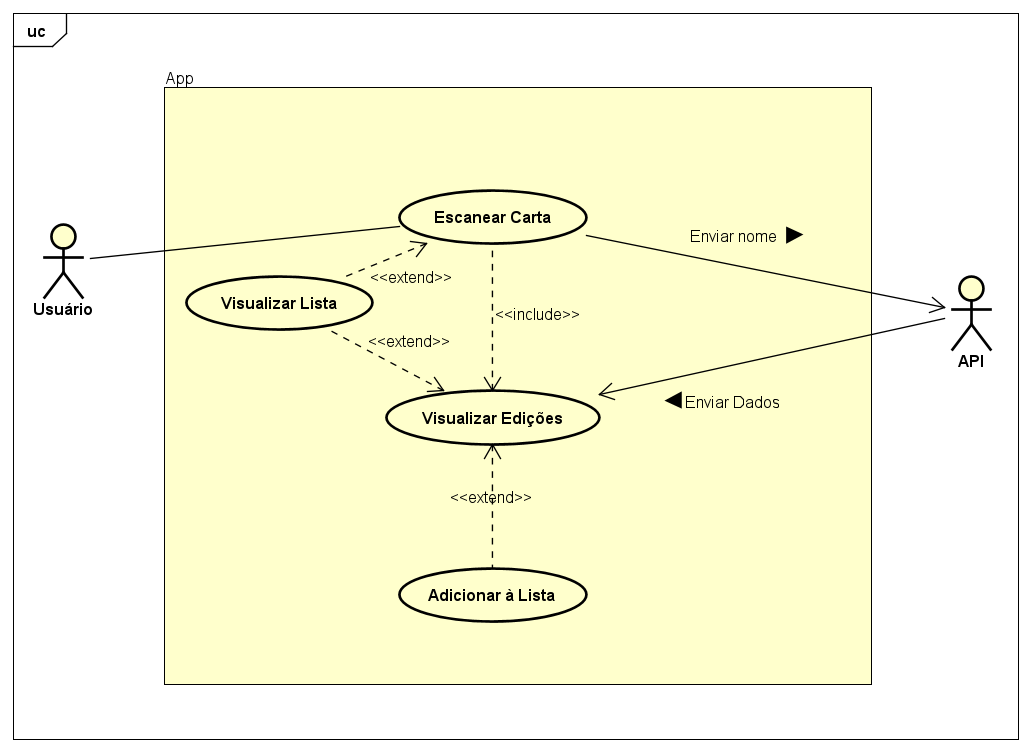 uc
App
Escanear Carta
Enviar nome
<<extend>>
Visualizar Lista
Usuário
<<include>>
<<extend>>
API
Enviar Dados
Visualizar Edições
<<extend>>
Adicionar à Lista